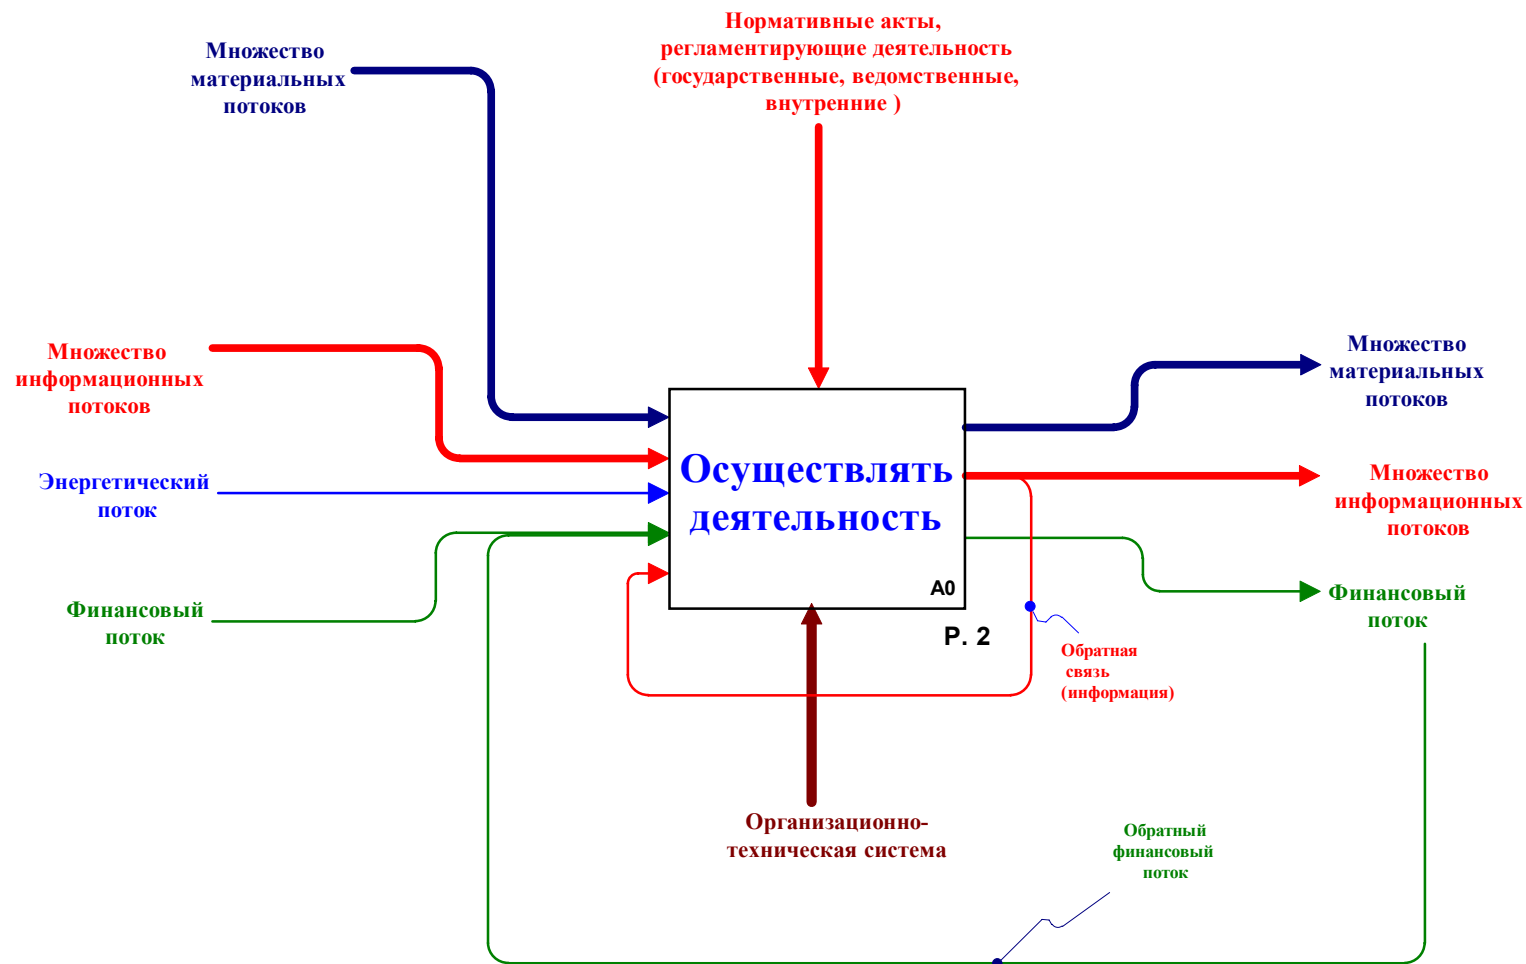 Нормативные акты,
регламентирующие деятельность
(государственные, ведомственные,
внутренние )
Множество
материальных
потоков
Множество
информационных
потоков
Энергетический
поток
Финансовый
поток
Осуществлять
деятельность
A0
P. 2
Множество
материальных
потоков
Множество
информационных
потоков
Финансовый
поток
Обратная
связь
(информация)
Организационно-
техническая система
Обратный
финансовый
поток